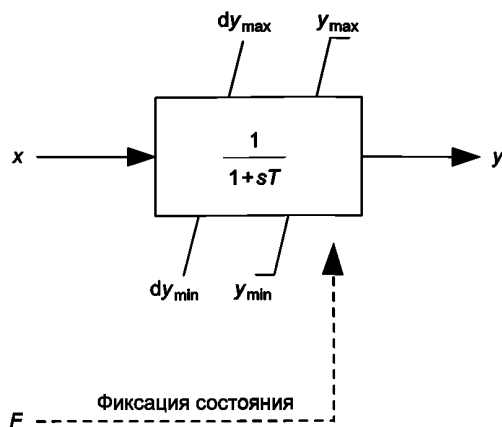 dy_max y_max
x
1
1+sT
y
dy_min y_min
Фиксация состояния
F